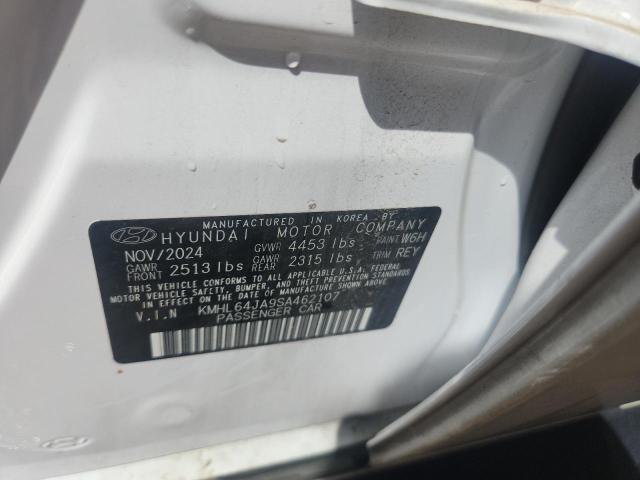 MANUFACTURED IN KOREA BY
HYUNDAI MOTOR COMPANY
NOV/2024 GVWR 4453 lbs PAINT W6H
GAWR FRONT 2513 lbs GAWR REAR 2315 lbs TRIM REY
THIS VEHICLE CONFORMS TO ALL APPLICABLE U.S.A. FEDERAL
MOTOR VEHICLE SAFETY, BUMPER, AND THEFT PREVENTION STANDARDS
IN EFFECT ON THE DATE OF MANUFACTURE SHOWN ABOVE.
V.I.N KMHL64JA9SA462107
PASSENGER CAR